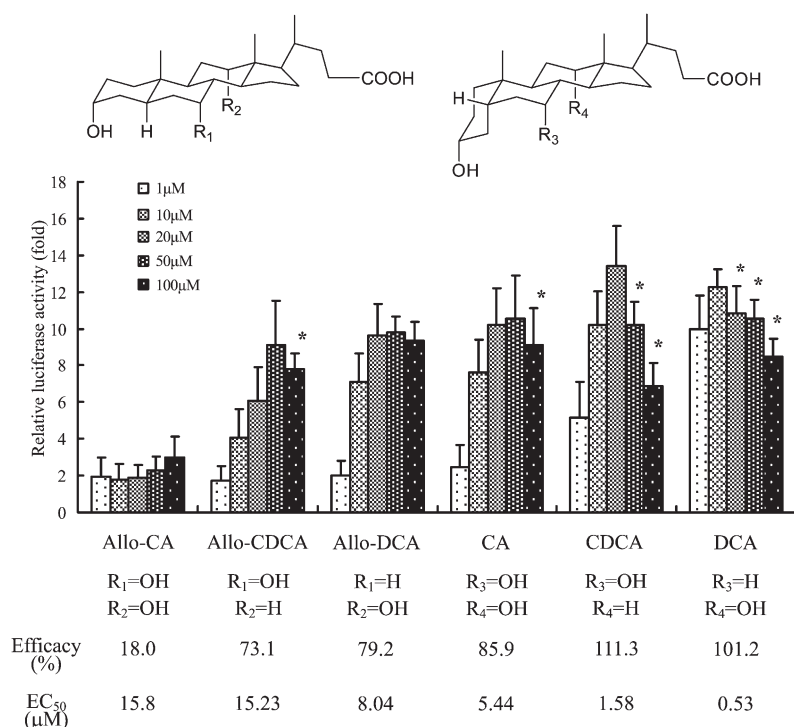 COOH
R₂
OH H R₁
COOH
H
R₄
R₃
OH
Relative luciferase activity (fold)
18
16
14
12
10
8
6
4
2
0
1μM
10μM
20μM
50μM
100μM
*
*
*
*
*
*
*
Allo-CA Allo-CDCA Allo-DCA CA CDCA DCA
R₁=OH R₁=OH R₁=H R₃=OH R₃=OH R₃=H
R₂=OH R₂=H R₂=OH R₄=OH R₄=H R₄=OH
Efficacy (%) 18.0 73.1 79.2 85.9 111.3 101.2
EC₅₀ (μM) 15.8 15.23 8.04 5.44 1.58 0.53